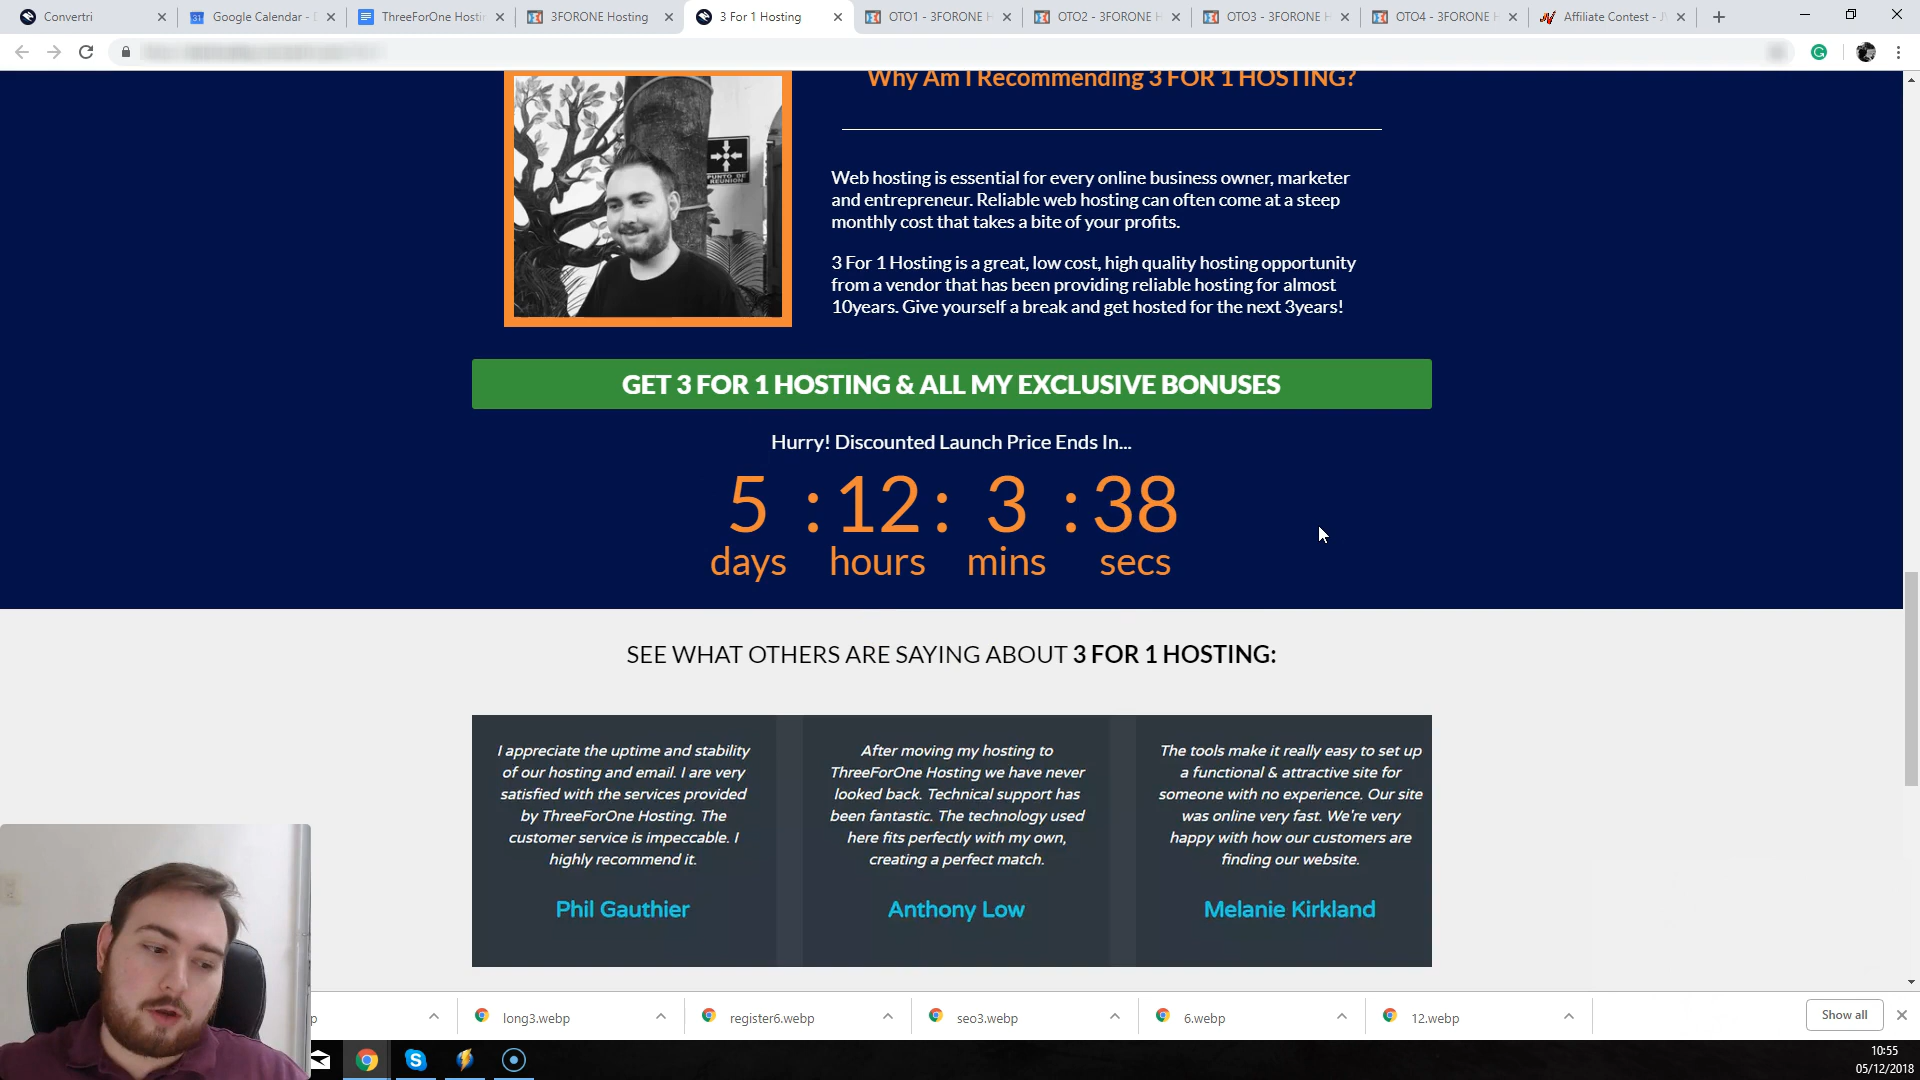 Convertri
Google Calendar - D
ThreeForOne Hostin
3FORONE Hosting
3 For 1 Hosting
OTO1 - 3FORONE H
OTO2 - 3FORONE H
OTO3 - 3FORONE H
OTO4 - 3FORONE H
Affiliate Contest - JV
PUNTO DE
REUNION
Why Am I Recommending 3 FOR 1 HOSTING?
Web hosting is essential for every online business owner, marketer
and entrepreneur. Reliable web hosting can often come at a steep
monthly cost that takes a bite of your profits.
3 For 1 Hosting is a great, low cost, high quality hosting opportunity
from a vendor that has been providing reliable hosting for almost
10years. Give yourself a break and get hosted for the next 3years!
GET 3 FOR 1 HOSTING & ALL MY EXCLUSIVE BONUSES
Hurry! Discounted Launch Price Ends In...
5 : 12 : 3 : 38
days hours mins secs
SEE WHAT OTHERS ARE SAYING ABOUT 3 FOR 1 HOSTING:
I appreciate the uptime and stability
of our hosting and email. I are very
satisfied with the services provided
by ThreeForOne Hosting. The
customer service is impeccable. I
highly recommend it.
Phil Gauthier
After moving my hosting to
ThreeForOne Hosting we have never
looked back. Technical support has
been fantastic. The technology used
here fits perfectly with my own,
creating a perfect match.
Anthony Low
The tools make it really easy to set up
a functional & attractive site for
someone with no experience. Our site
was online very fast. We're very
happy with how our customers are
finding our website.
Melanie Kirkland
p
long3.webp
register6.webp
seo3.webp
6.webp
12.webp
Show all
10:55
05/12/2018